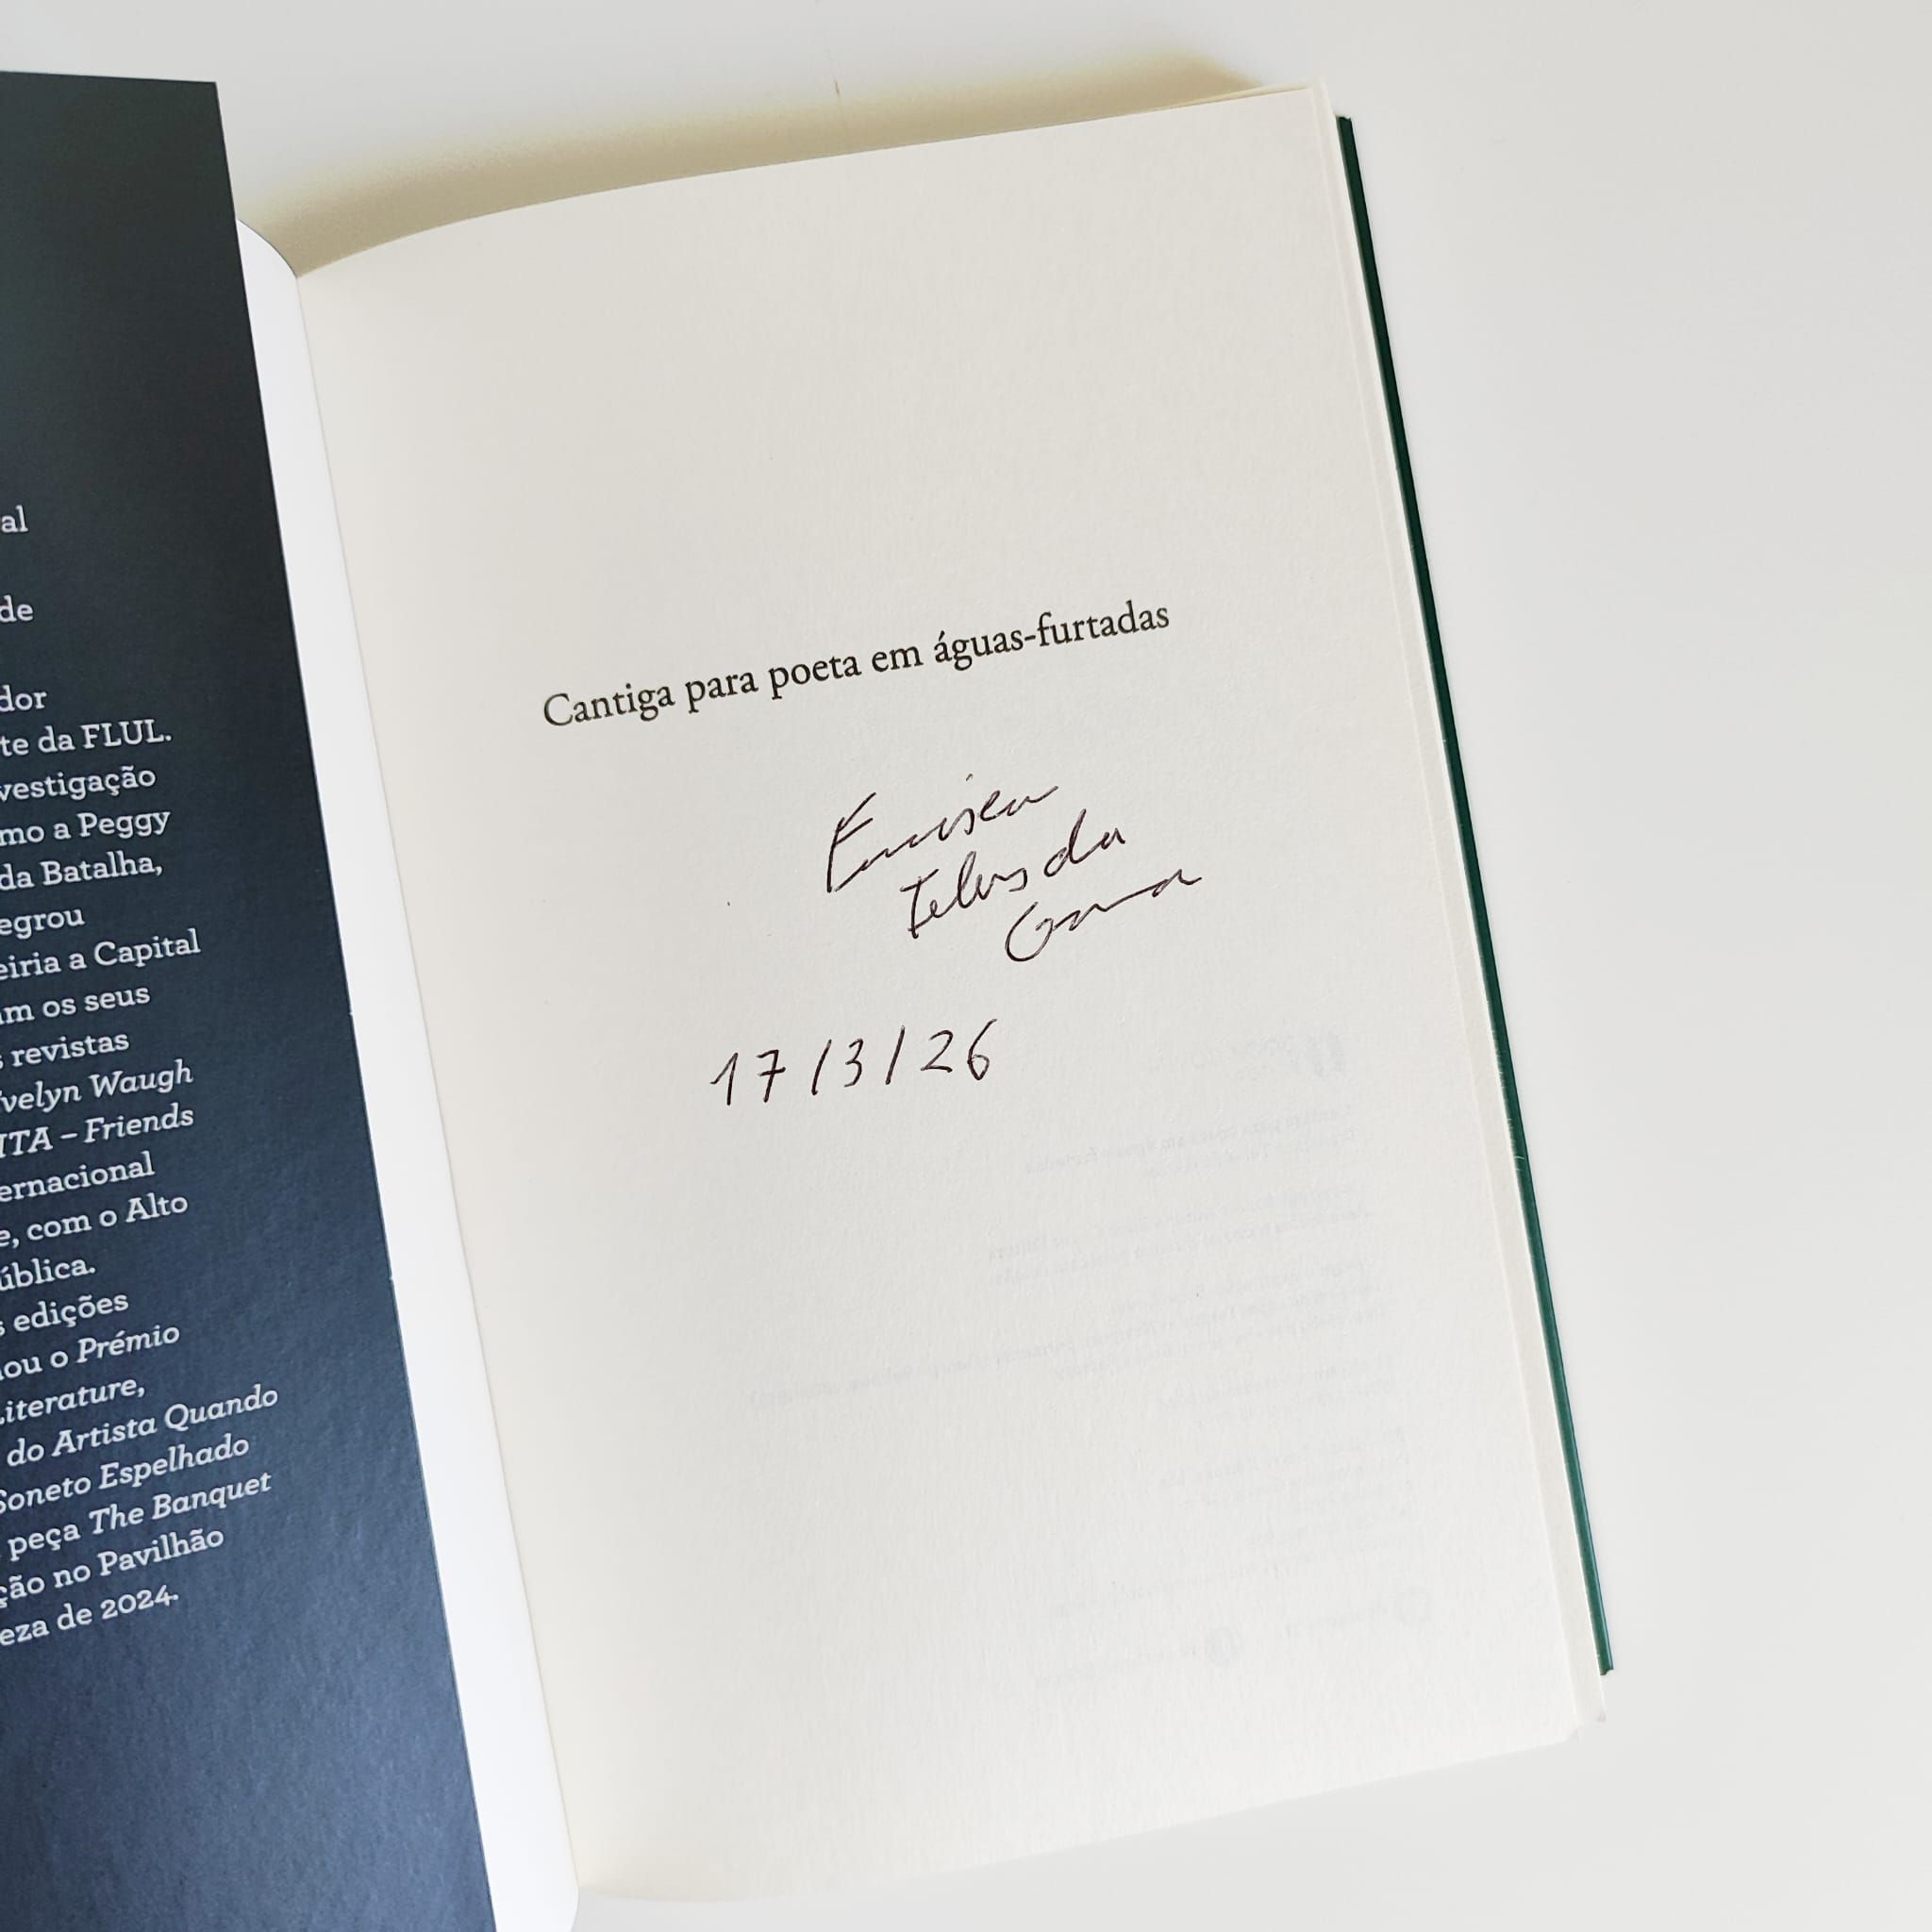 al
de
dor
te da FLUL.
vestigação
mo a Peggy
da Batalha,
egrou
eiria a Capital
m os seus
s revistas
velyn Waugh
ITA – Friends
ernacional
e, com o Alto
ública.
s edições
ou o Prémio
Literature,
do Artista Quando
Soneto Espelhado
peça The Banquet
ção no Pavilhão
eza de 2024.
Cantiga para poeta em águas-furtadas
Teles da
Gama
17/3/26